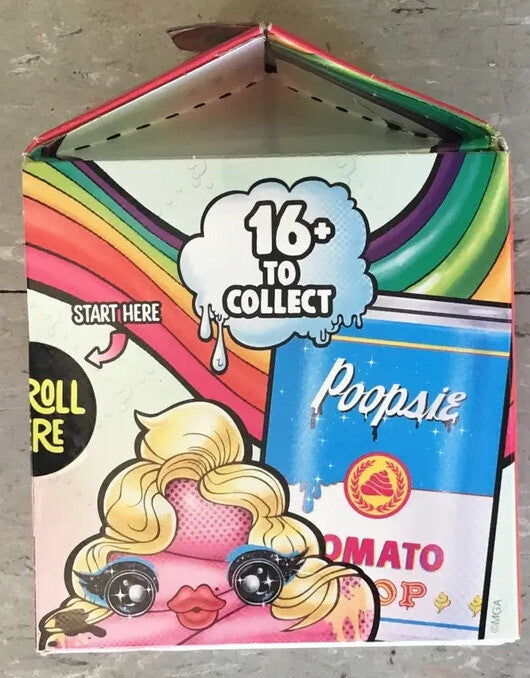 16+
TO
COLLECT
START HERE
ROLL
RE
Poopsie
OMATO
OP
©MGA